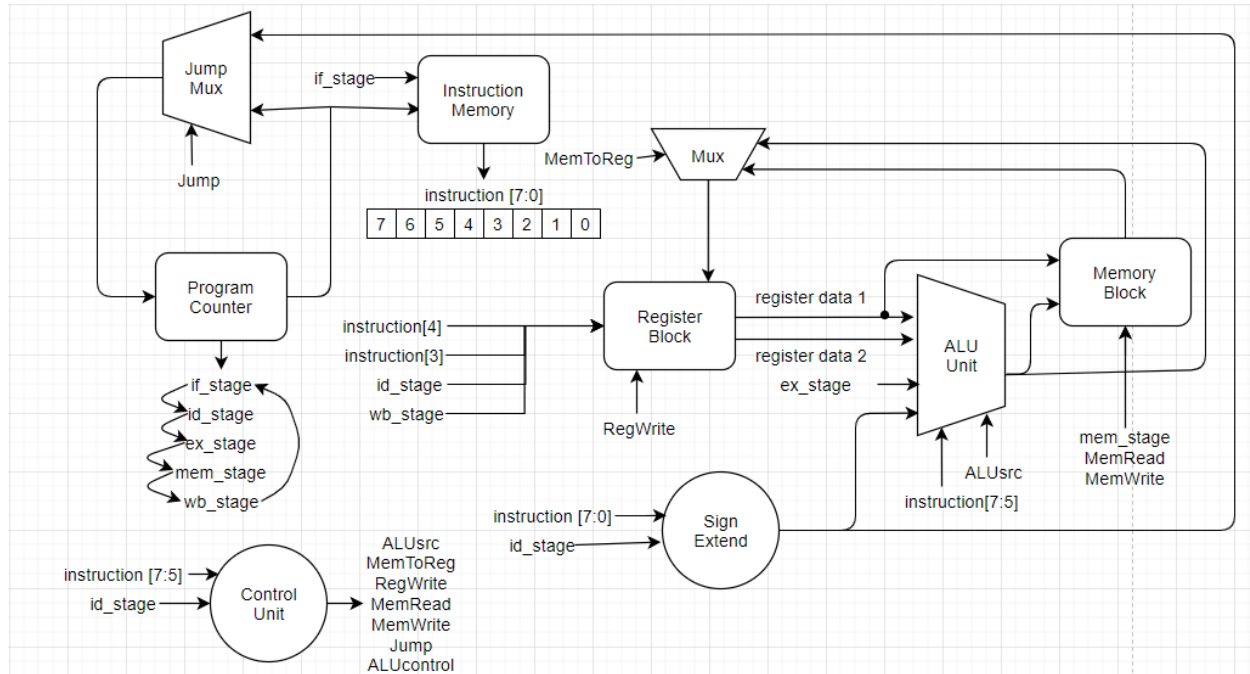 Jump
Mux
Jump
if_stage
Instruction
Memory
instruction [7:0]
7 6 5 4 3 2 1 0
MemToReg
Mux
Program
Counter
if_stage
id_stage
ex_stage
mem_stage
wb_stage
instruction[4]
instruction[3]
id_stage
wb_stage
Register
Block
RegWrite
register data 1
register data 2
ex_stage
ALU
Unit
ALUsrc
instruction[7:5]
Memory
Block
mem_stage
MemRead
MemWrite
instruction [7:0]
id_stage
Sign
Extend
instruction [7:5]
id_stage
Control
Unit
ALUsrc
MemToReg
RegWrite
MemRead
MemWrite
Jump
ALUcontrol